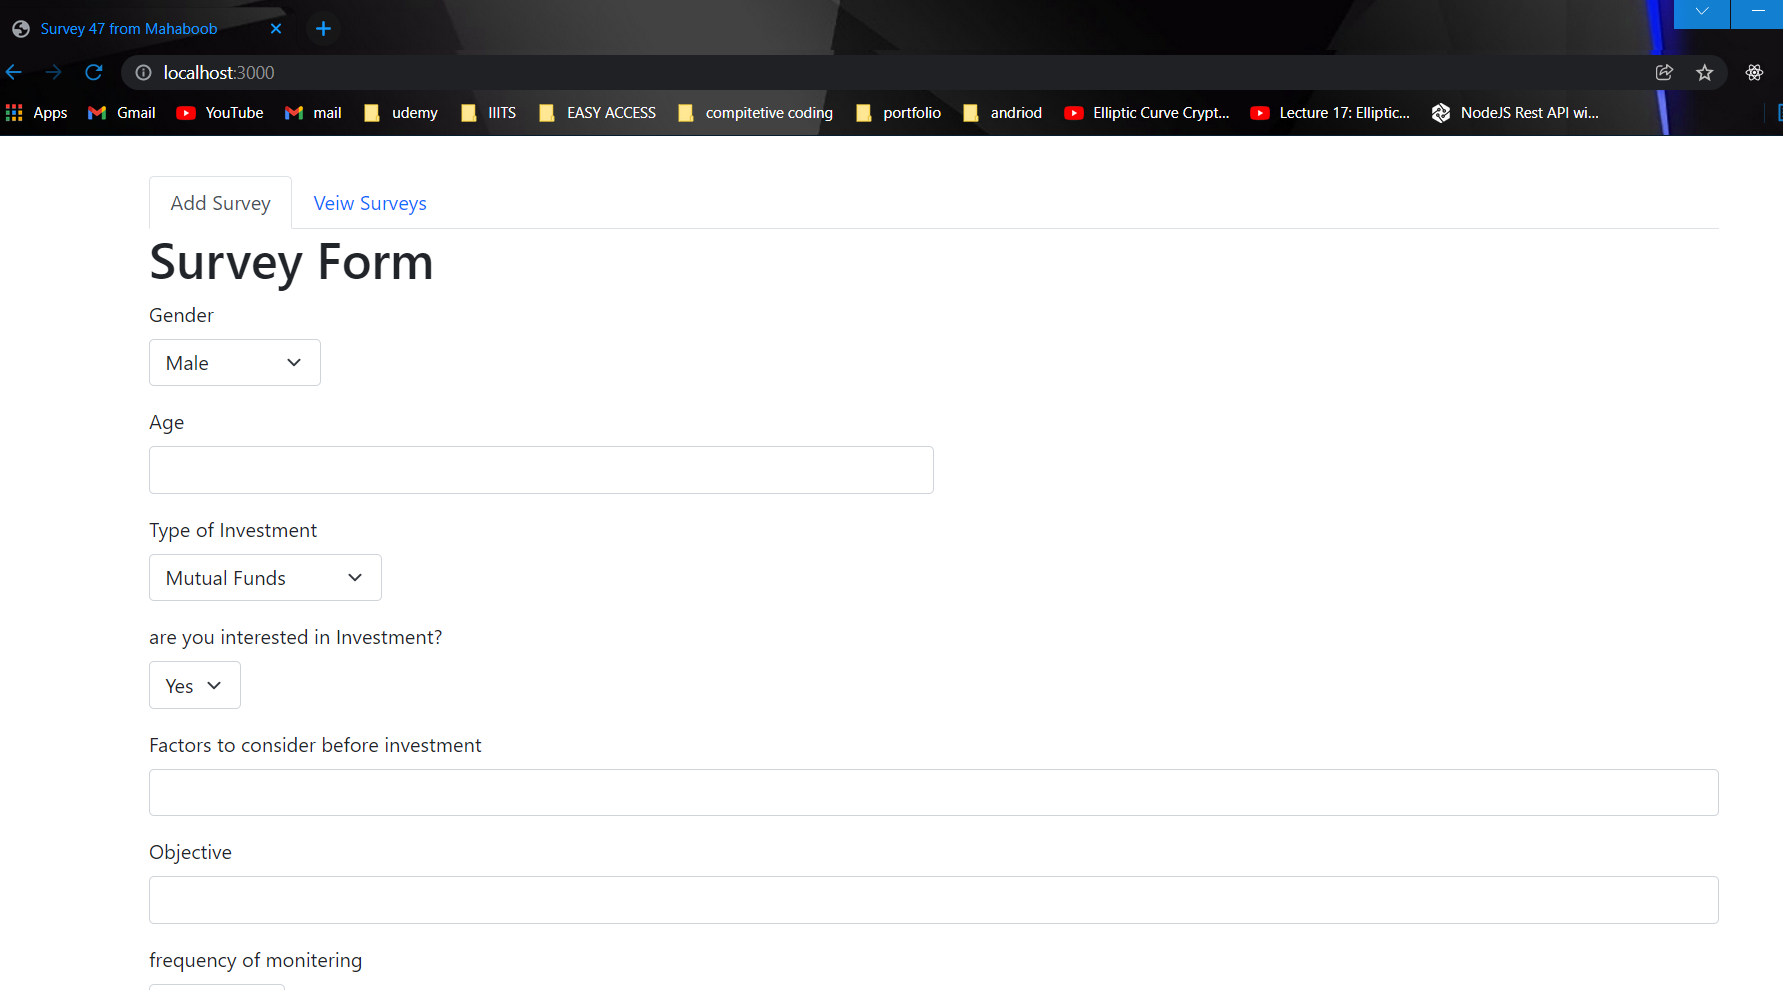 Survey 47 from Mahaboob
localhost:3000
Apps Gmail YouTube mail udemy IIITS EASY ACCESS compitetive coding portfolio andriod Elliptic Curve Crypt... Lecture 17: Elliptic... NodeJS Rest API wi...
Add Survey Veiw Surveys
Survey Form
Gender
Male
Age
Type of Investment
Mutual Funds
are you interested in Investment?
Yes
Factors to consider before investment
Objective
frequency of monitering